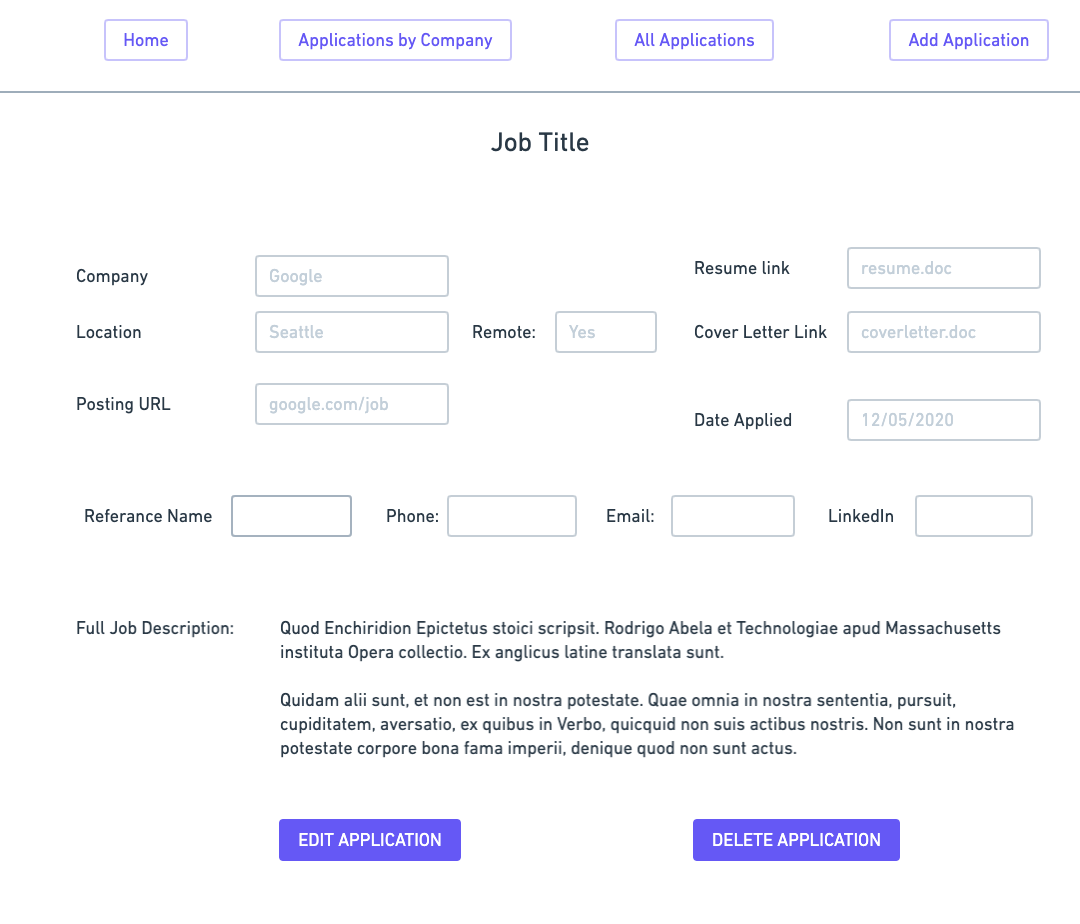 Home Applications by Company All Applications Add Application
Job Title
Company Google Resume link resume.doc
Location Seattle Remote: Yes Cover Letter Link coverletter.doc
Posting URL google.com/job
Date Applied 12/05/2020
Referance Name Phone: Email: LinkedIn
Full Job Description: Quod Enchiridion Epictetus stoici scripsit. Rodrigo Abela et Technologiae apud Massachusetts
instituta Opera collectio. Ex anglicus latine translata sunt.
Quidam alii sunt, et non est in nostra potestate. Quae omnia in nostra sententia, pursuit,
cupiditatem, aversatio, ex quibus in Verbo, quicquid non suis actibus nostris. Non sunt in nostra
potestate corpore bona fama imperii, denique quod non sunt actus.
EDIT APPLICATION DELETE APPLICATION